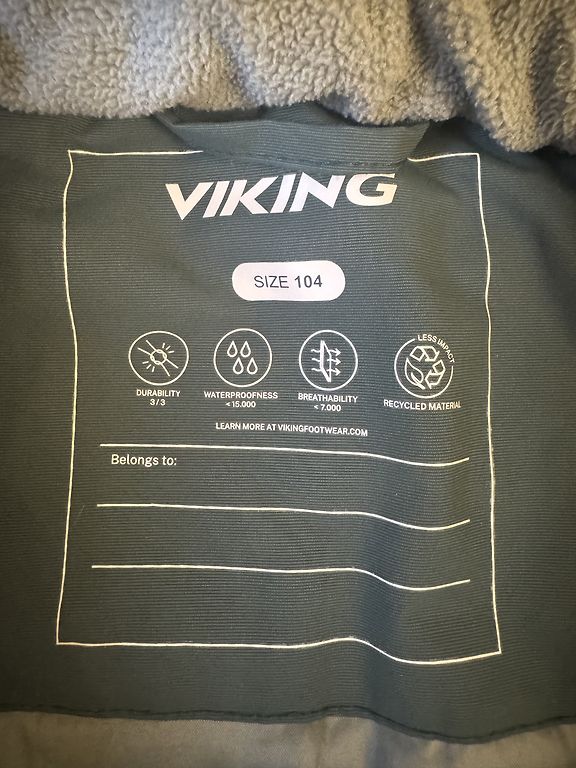 VIKING
SIZE 104
LESS IMPACT
DURABILITY
3/3
WATERPROOFNESS
< 15.000
BREATHABILITY
< 7.000
RECYCLED MATERIAL
LEARN MORE AT VIKINGFOOTWEAR.COM
Belongs to: